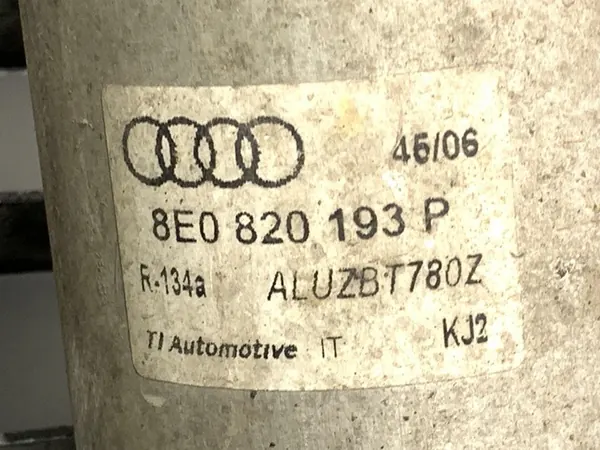 46/06
8E0 820 193 P
R-134a ALUZBT780Z
TI Automotive IT KJ2